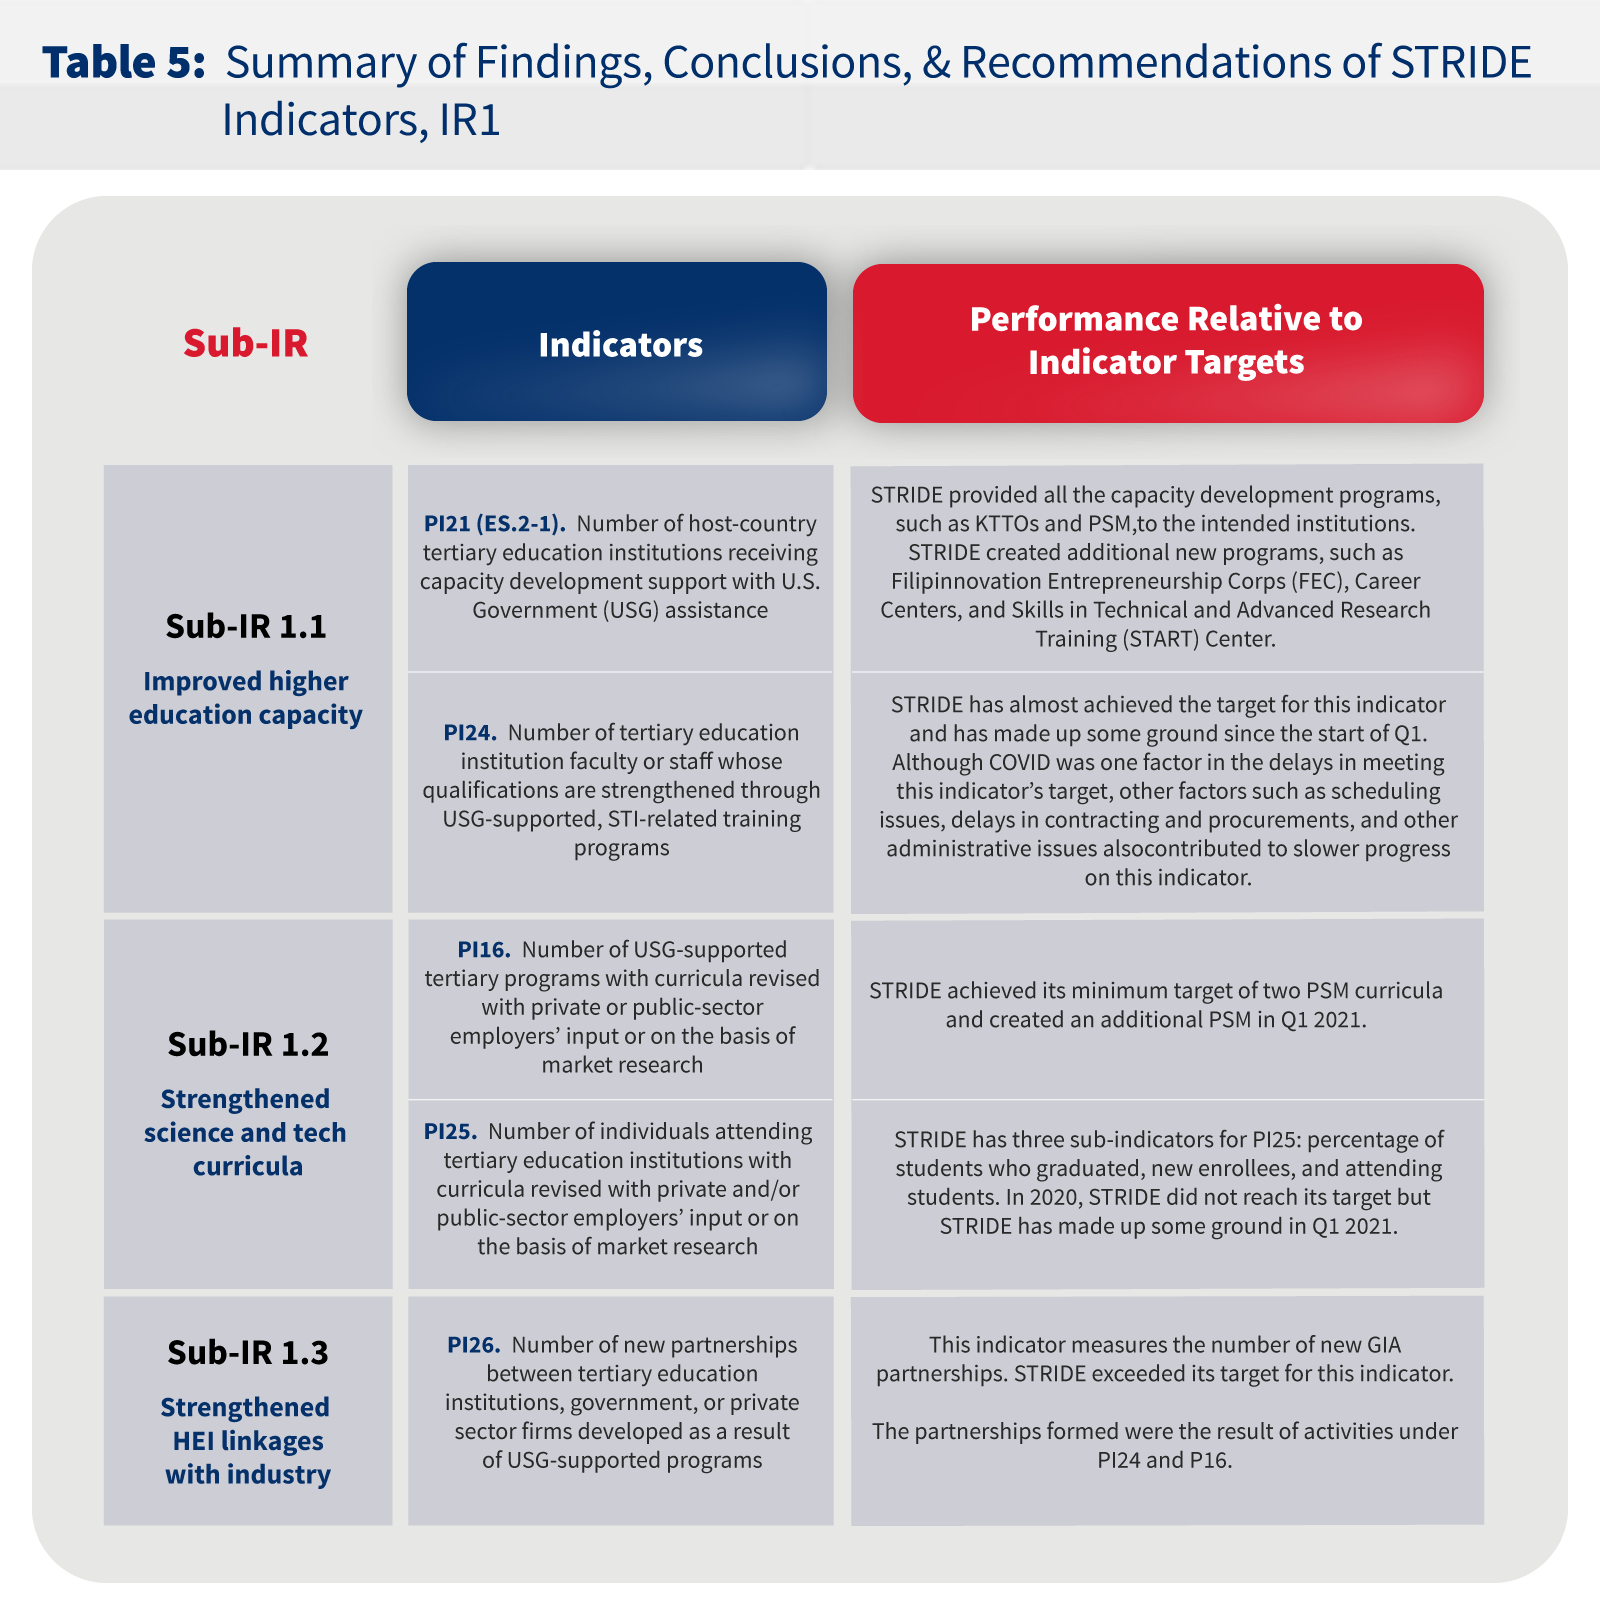 Table 5: Summary of Findings, Conclusions, & Recommendations of STRIDE
Indicators, IR1
Sub-IR
Indicators
Performance Relative to
Indicator Targets
Sub-IR 1.1
Improved higher
education capacity
PI21 (ES.2-1). Number of host-country
tertiary education institutions receiving
capacity development support with U.S.
Government (USG) assistance
STRIDE provided all the capacity development programs,
such as KTTOs and PSM,to the intended institutions.
STRIDE created additional new programs, such as
Filipinnovation Entrepreneurship Corps (FEC), Career
Centers, and Skills in Technical and Advanced Research
Training (START) Center.
PI24. Number of tertiary education
institution faculty or staff whose
qualifications are strengthened through
USG-supported, STI-related training
programs
STRIDE has almost achieved the target for this indicator
and has made up some ground since the start of Q1.
Although COVID was one factor in the delays in meeting
this indicator’s target, other factors such as scheduling
issues, delays in contracting and procurements, and other
administrative issues alsocontributed to slower progress
on this indicator.
Sub-IR 1.2
Strengthened
science and tech
curricula
PI16. Number of USG-supported
tertiary programs with curricula revised
with private or public-sector
employers’ input or on the basis of
market research
STRIDE achieved its minimum target of two PSM curricula
and created an additional PSM in Q1 2021.
PI25. Number of individuals attending
tertiary education institutions with
curricula revised with private and/or
public-sector employers’ input or on
the basis of market research
STRIDE has three sub-indicators for PI25: percentage of
students who graduated, new enrollees, and attending
students. In 2020, STRIDE did not reach its target but
STRIDE has made up some ground in Q1 2021.
Sub-IR 1.3
Strengthened
HEI linkages
with industry
PI26. Number of new partnerships
between tertiary education
institutions, government, or private
sector firms developed as a result
of USG-supported programs
This indicator measures the number of new GIA
partnerships. STRIDE exceeded its target for this indicator.
The partnerships formed were the result of activities under
PI24 and P16.